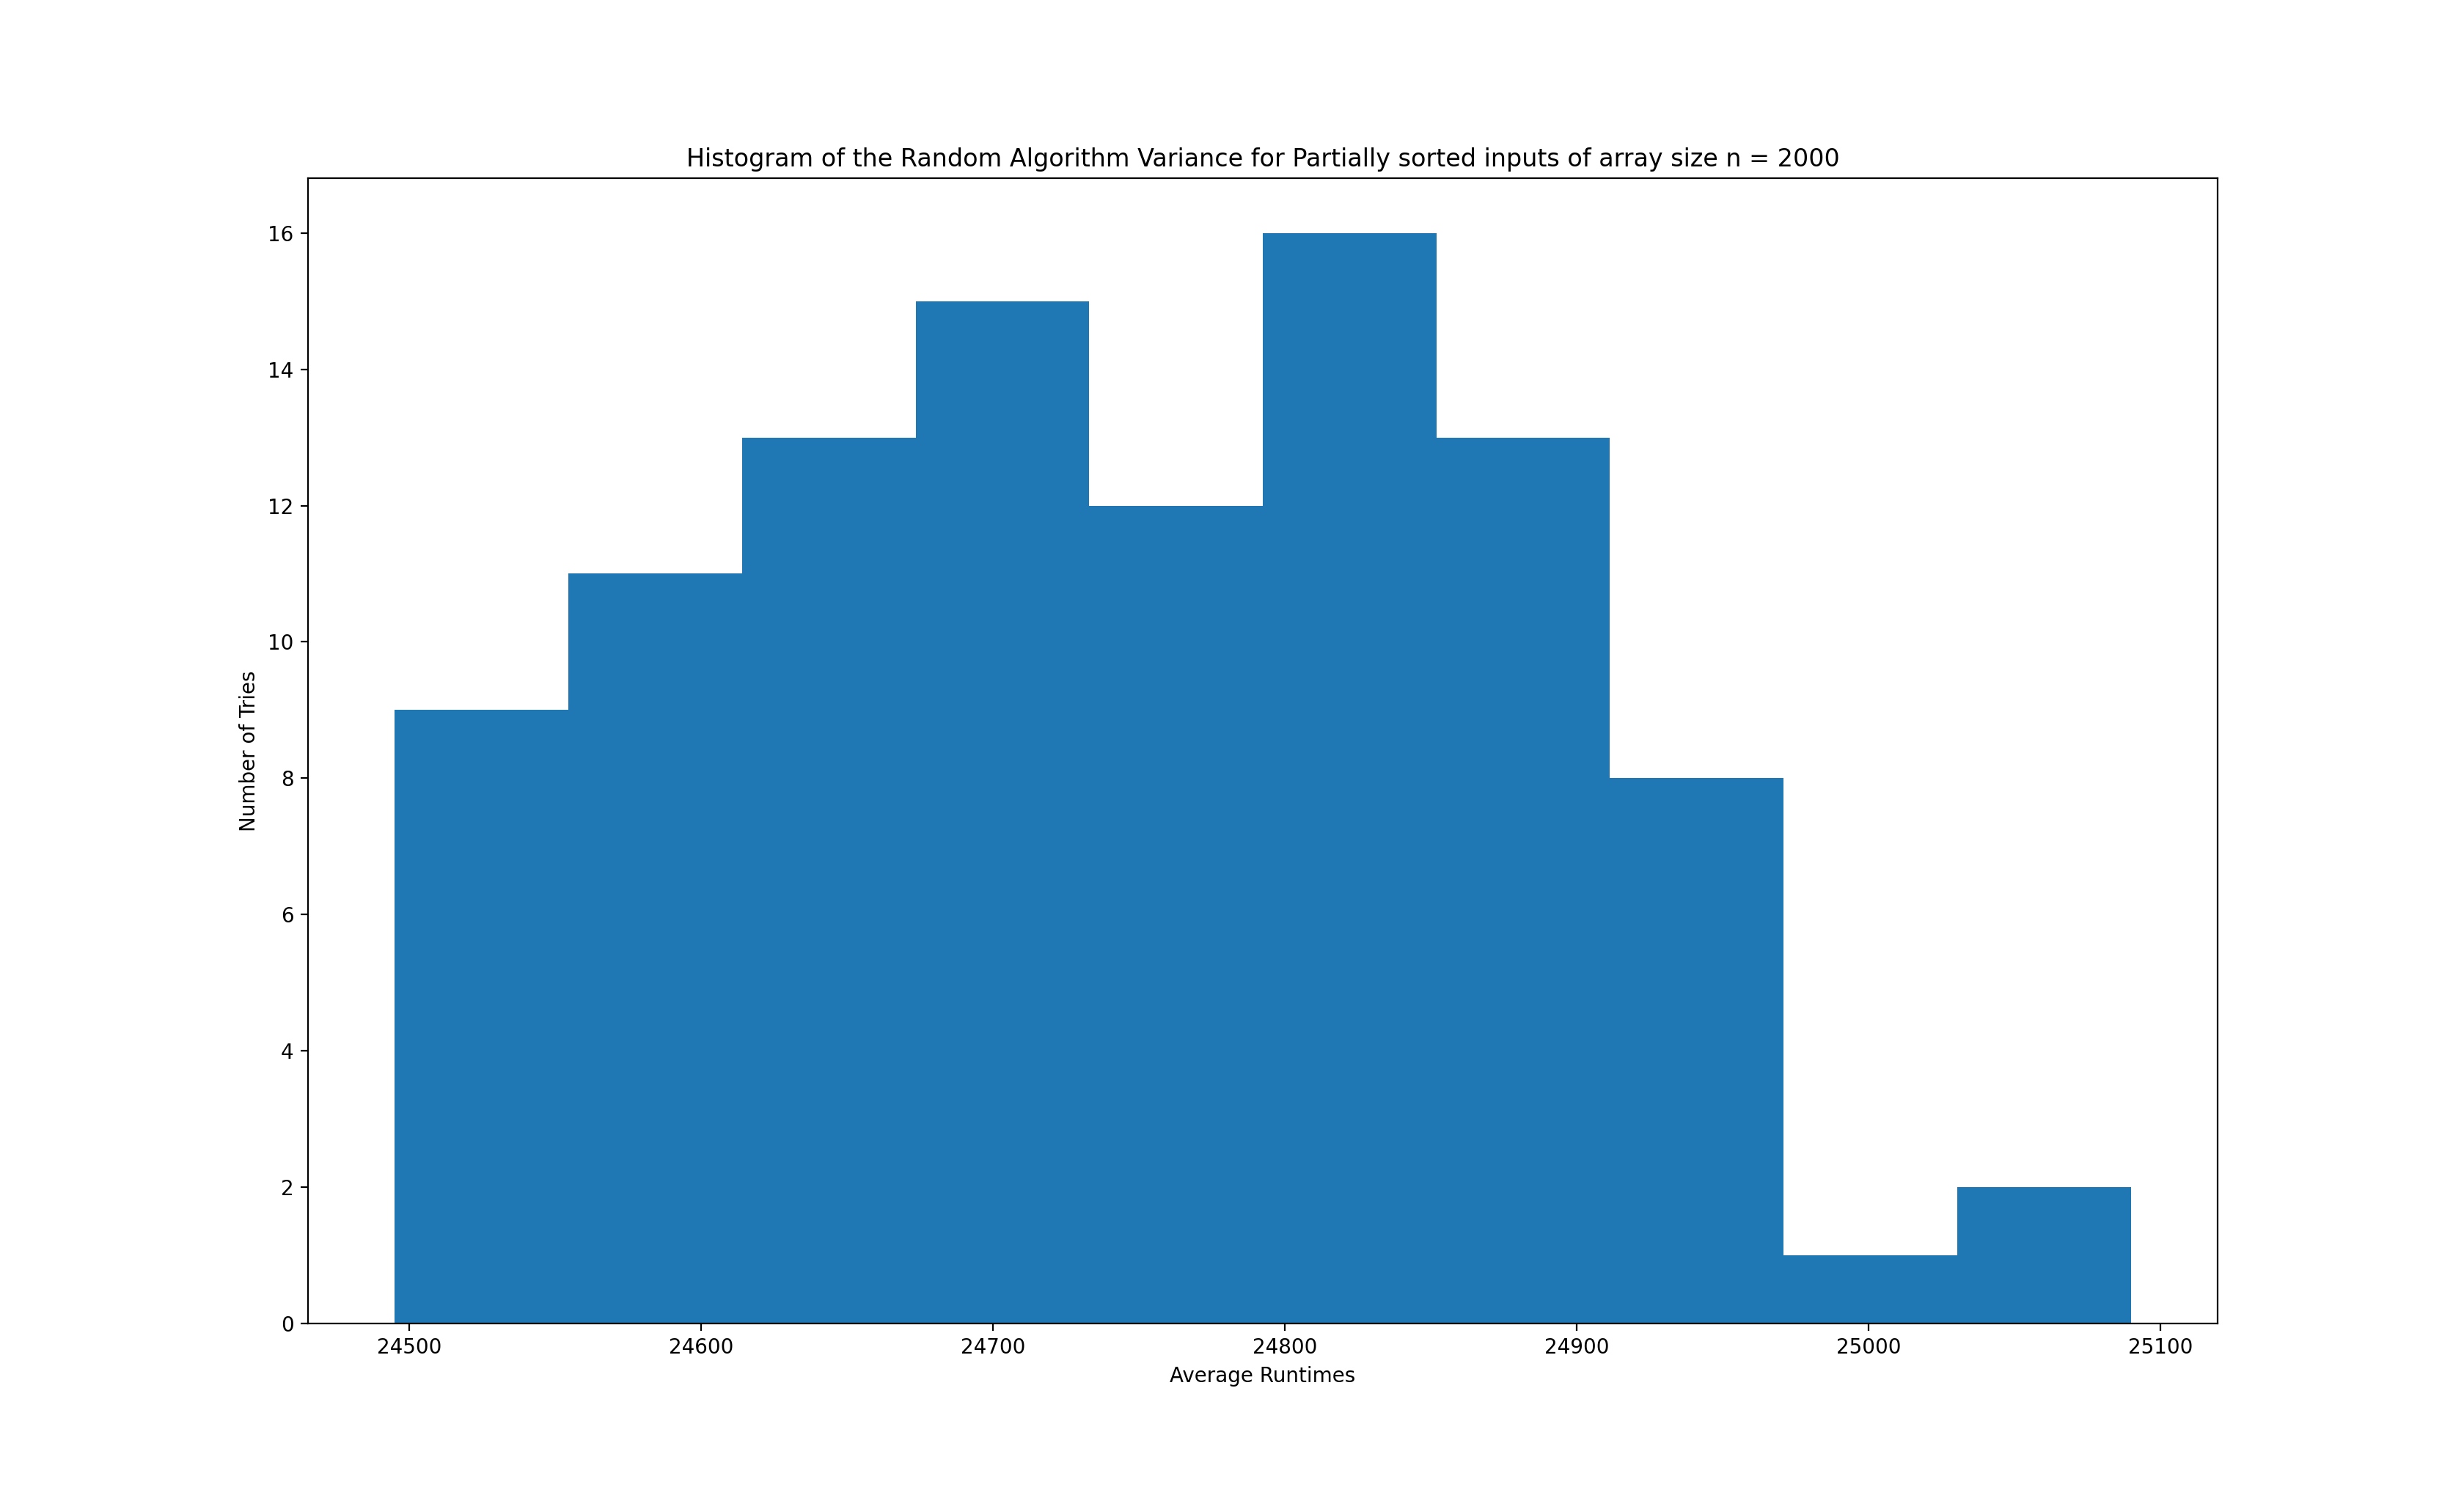 Histogram of the Random Algorithm Variance for Partially sorted inputs of array size n = 2000
16
14
12
10
8
6
4
2
0
Number of Tries
24500 24600 24700 24800 24900 25000 25100
Average Runtimes